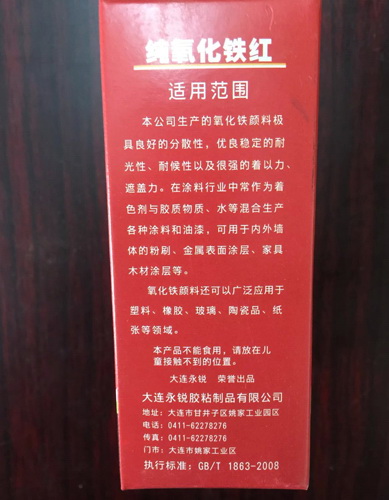 纯氧化铁红
适用范围
本公司生产的氧化铁颜料极
具良好的分散性，优良稳定的耐
光性、耐候性以及很强的着以力、
遮盖力。在涂料行业中常作为着
色剂与胶质物质、水等混合生产
各种涂料和油漆，可用于内外墙
体的粉刷、金属表面涂层、家具
木材涂层等。
氧化铁颜料还可以广泛应用于
塑料、橡胶、玻璃、陶瓷品、纸
张等领域。
本产品不能食用，请放在儿
童接触不到的位置。
大连永锐 荣誉出品
大连永锐胶粘制品有限公司
地址：大连市甘井子区姚家工业园区
电话：0411-62278276
传真：0411-62278276
门市：大连市姚家工业区
执行标准：GB/T 1863-2008